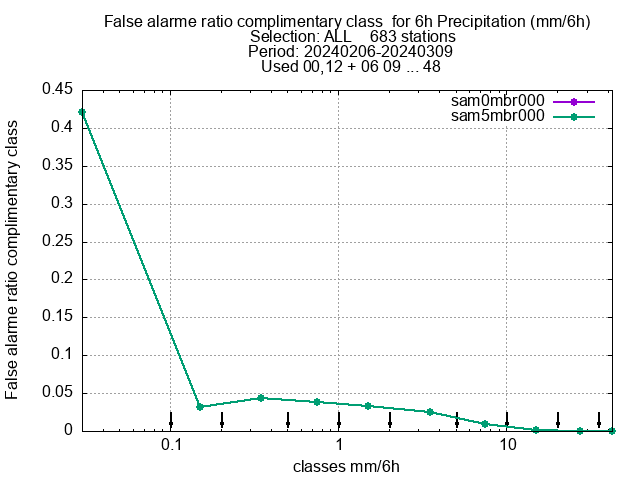 False alarme ratio complimentary class  for 6h Precipitation (mm/6h)
Selection: ALL    683 stations
Period: 20240206-20240309
Used 00,12 + 06 09 ... 48
sam0mbr000
sam5mbr000
0.45
0.4
0.35
0.3
0.25
0.2
0.15
0.1
0.05
0
False alarme ratio complimentary class
0.1
1
10
classes mm/6h